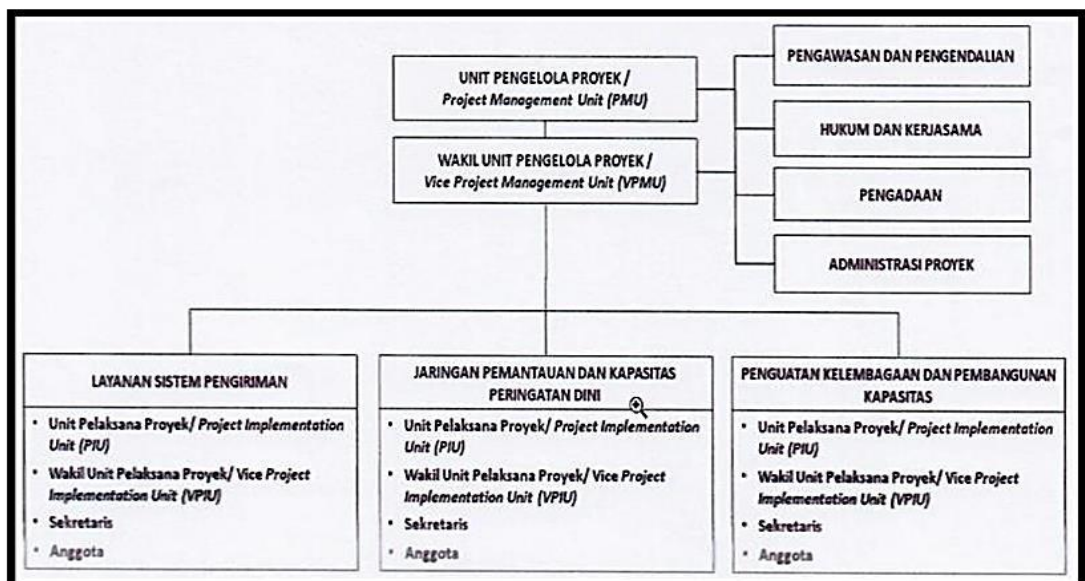 UNIT PENGELOLA PROYEK /
Project Management Unit (PMU)
WAKIL UNIT PENGELOLA PROYEK /
Vice Project Management Unit (VPMU)
PENGAWASAN DAN PENGENDALIAN
HUKUM DAN KERJASAMA
PENGADAAN
ADMINISTRASI PROYEK
LAYANAN SISTEM PENGIRIMAN
• Unit Pelaksana Proyek/ Project Implementation
Unit (PIU)
• Wakil Unit Pelaksana Proyek/ Vice Project
Implementation Unit (VPIU)
• Sekretaris
• Anggota
JARINGAN PEMANTAUAN DAN KAPASITAS
PERINGATAN DINI
• Unit Pelaksana Proyek/ Project Implementation
Unit (PIU)
• Wakil Unit Pelaksana Proyek/ Vice Project
Implementation Unit (VPIU)
• Sekretaris
• Anggota
PENGUATAN KELEMBAGAAN DAN PEMBANGUNAN
KAPASITAS
• Unit Pelaksana Proyek/ Project Implementation
Unit (PIU)
• Wakil Unit Pelaksana Proyek/ Vice Project
Implementation Unit (VPIU)
• Sekretaris
• Anggota